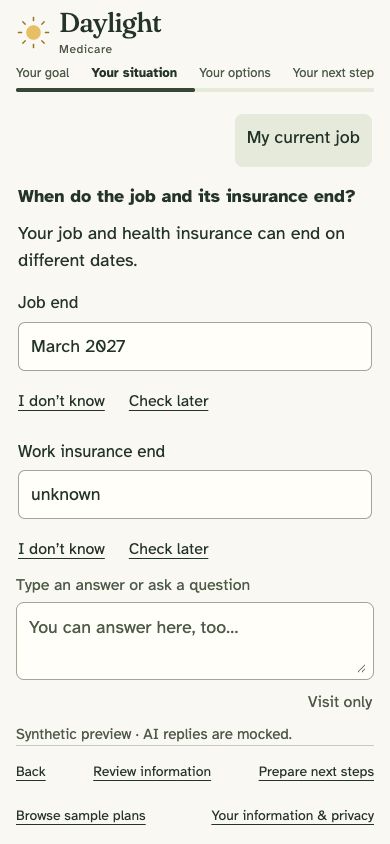 Daylight
Medicare
Your goal Your situation Your options Your next step
My current job
When do the job and its insurance end?
Your job and health insurance can end on
different dates.
Job end
March 2027
I don’t know Check later
Work insurance end
unknown
I don’t know Check later
Type an answer or ask a question
You can answer here, too…
Visit only
Synthetic preview · AI replies are mocked.
Back Review information Prepare next steps
Browse sample plans Your information & privacy